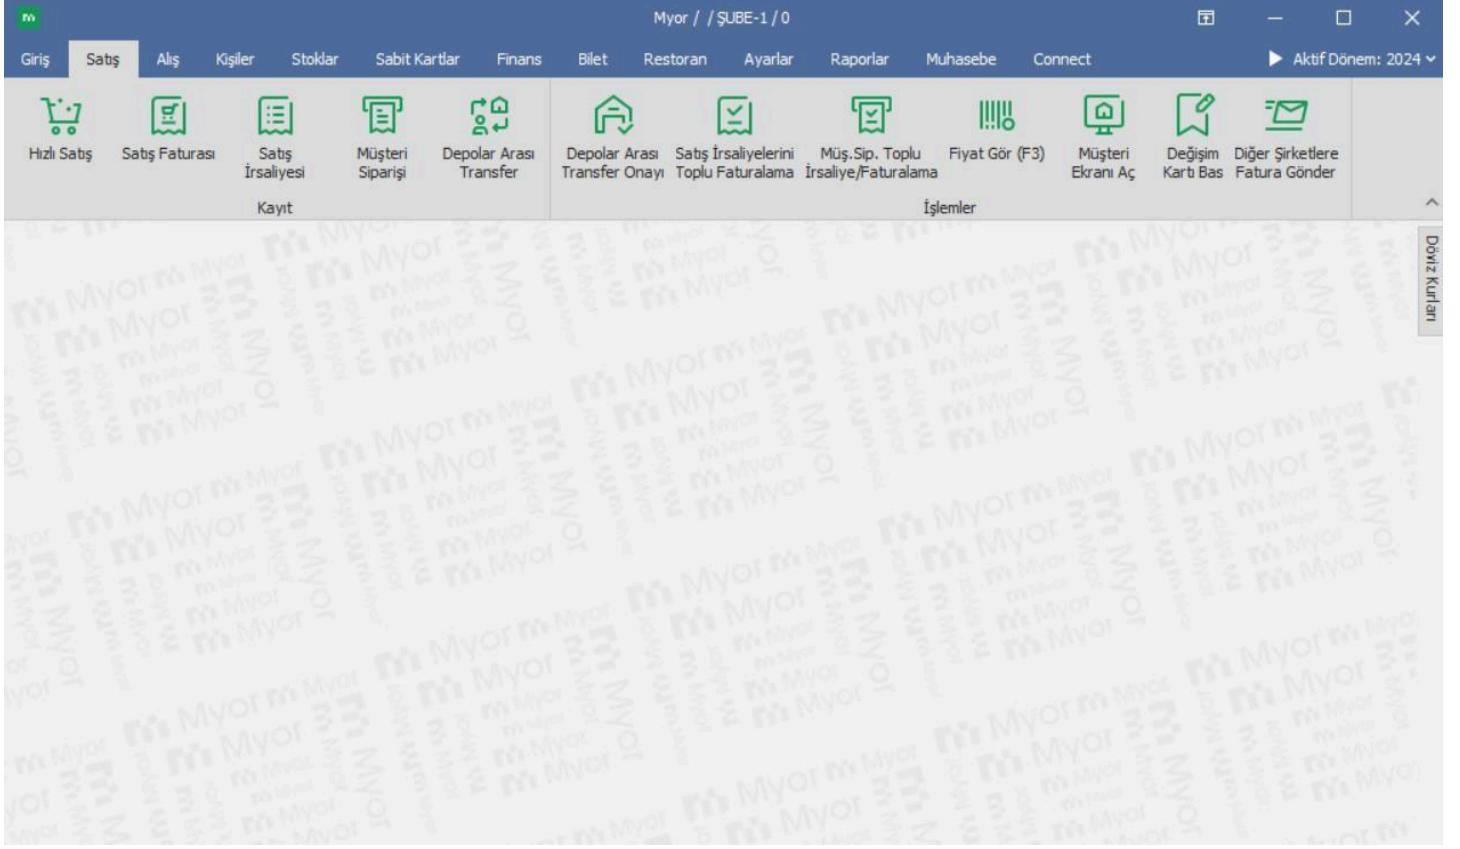 Myor / / ŞUBE-1 / 0
Giriş Satış Alış Kişiler Stoklar Sabit Kartlar Finans Bilet Restoran Ayarlar Raporlar Muhasebe Connect Aktif Dönem: 2024
Hızlı Satış
Satış Faturası
Satış
İrsaliyesi
Müşteri
Siparişi
Depolar Arası
Transfer
Depolar Arası
Transfer Onayı
Satış İrsaliyelerini
Toplu Faturalama
Müş.Sip. Toplu
İrsaliye/Faturalama
Fiyat Gör (F3)
Müşteri
Ekranı Aç
Değişim
Kartı Bas
Diğer Şirketlere
Fatura Gönder
Kayıt
İşlemler
Döviz Kurları
Myor